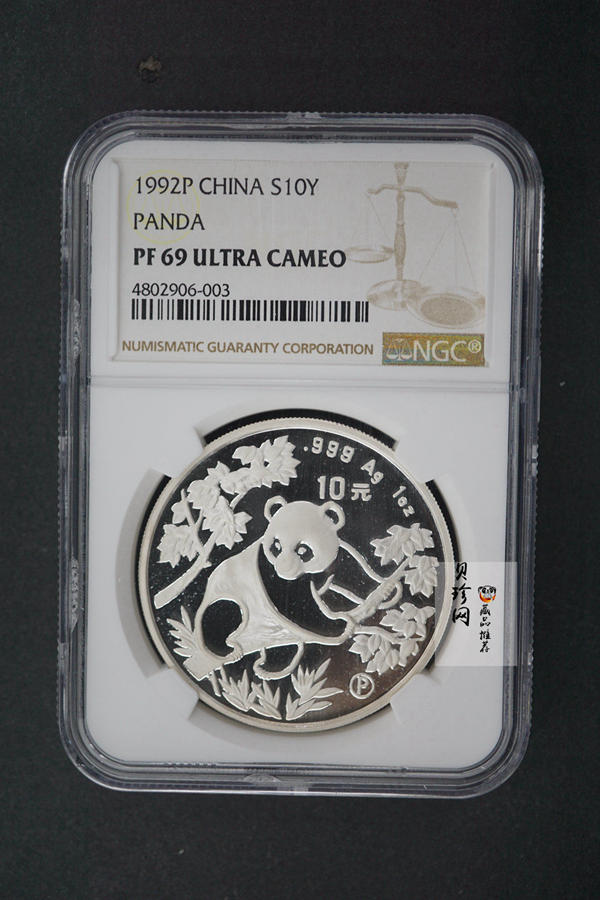 1992P CHINA S10Y
PANDA
PF 69 ULTRA CAMEO
4802906-003
NUMISMATIC GUARANTY CORPORATION
NGC®
.999 Ag 1oz
10元
P
贝珍网
藏品推荐